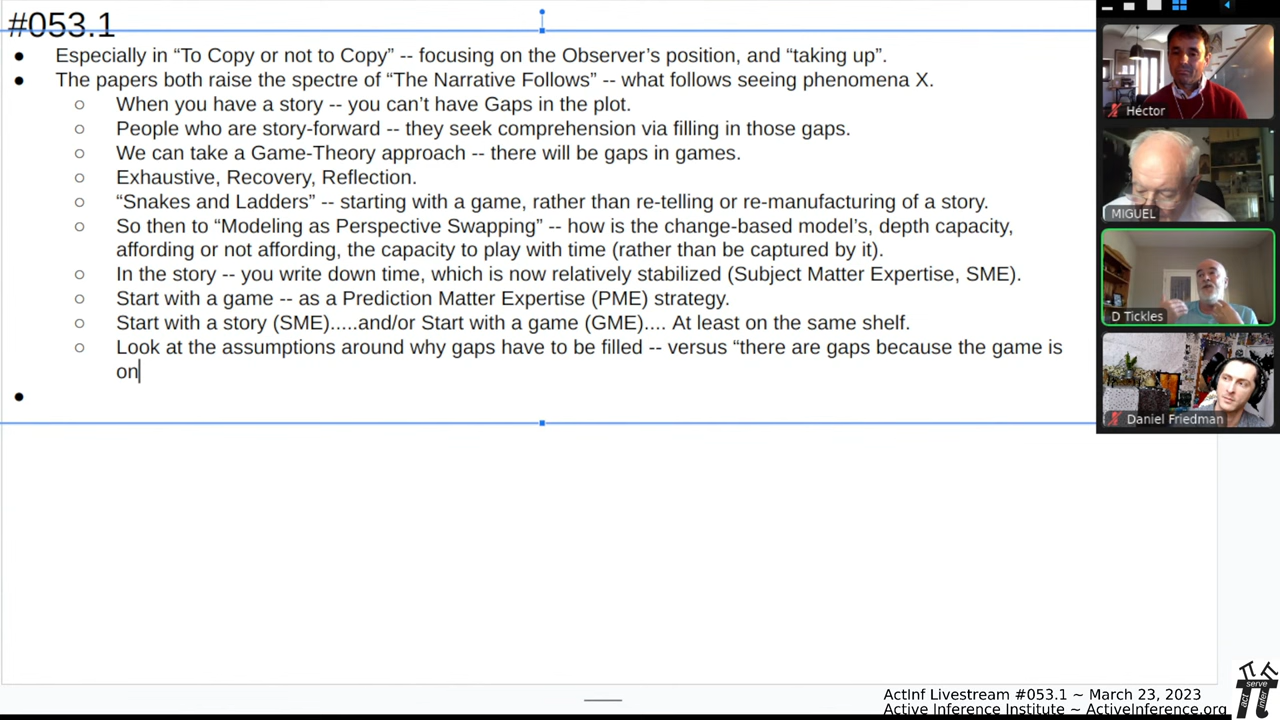 #053.1
● Especially in “To Copy or not to Copy” -- focusing on the Observer’s position, and “taking up”.
● The papers both raise the spectre of “The Narrative Follows” -- what follows seeing phenomena X.
○ When you have a story -- you can’t have Gaps in the plot.
○ People who are story-forward -- they seek comprehension via filling in those gaps.
○ We can take a Game-Theory approach -- there will be gaps in games.
○ Exhaustive, Recovery, Reflection.
○ “Snakes and Ladders” -- starting with a game, rather than re-telling or re-manufacturing of a story.
○ So then to “Modeling as Perspective Swapping” -- how is the change-based model’s, depth capacity,
affording or not affording, the capacity to play with time (rather than be captured by it).
○ In the story -- you write down time, which is now relatively stabilized (Subject Matter Expertise, SME).
○ Start with a game -- as a Prediction Matter Expertise (PME) strategy.
○ Start with a story (SME).....and/or Start with a game (GME).... At least on the same shelf.
○ Look at the assumptions around why gaps have to be filled -- versus “there are gaps because the game is
on
●
Héctor
MIGUEL
D Tickles
Daniel Friedman
ActInf Livestream #053.1 ~ March 23, 2023
Active Inference Institute ~ ActiveInference.org
serve
act
infer